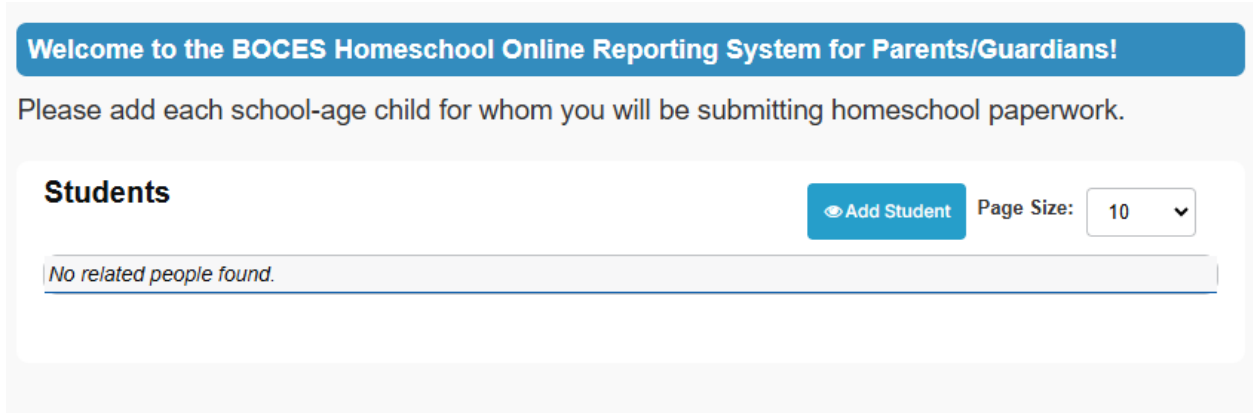 Welcome to the BOCES Homeschool Online Reporting System for Parents/Guardians!
Please add each school-age child for whom you will be submitting homeschool paperwork.
Students
Add Student
Page Size:
10
No related people found.